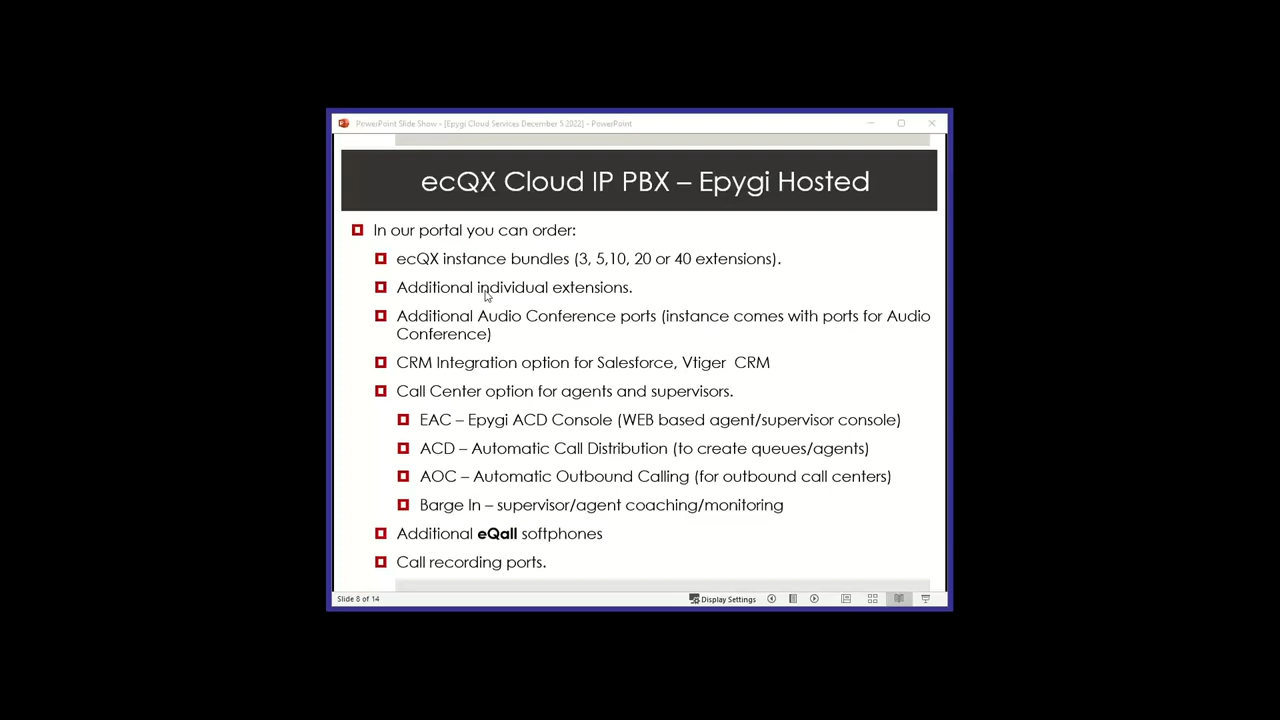 PowerPoint Slide Show - [Epygi Cloud Services December 5 2022] - PowerPoint
ecQX Cloud IP PBX – Epygi Hosted
In our portal you can order:
ecQX instance bundles (3, 5,10, 20 or 40 extensions).
Additional individual extensions.
Additional Audio Conference ports (instance comes with ports for Audio
Conference)
CRM Integration option for Salesforce, Vtiger CRM
Call Center option for agents and supervisors.
EAC – Epygi ACD Console (WEB based agent/supervisor console)
ACD – Automatic Call Distribution (to create queues/agents)
AOC – Automatic Outbound Calling (for outbound call centers)
Barge In – supervisor/agent coaching/monitoring
Additional eQall softphones
Call recording ports.
Slide 8 of 14
Display Settings